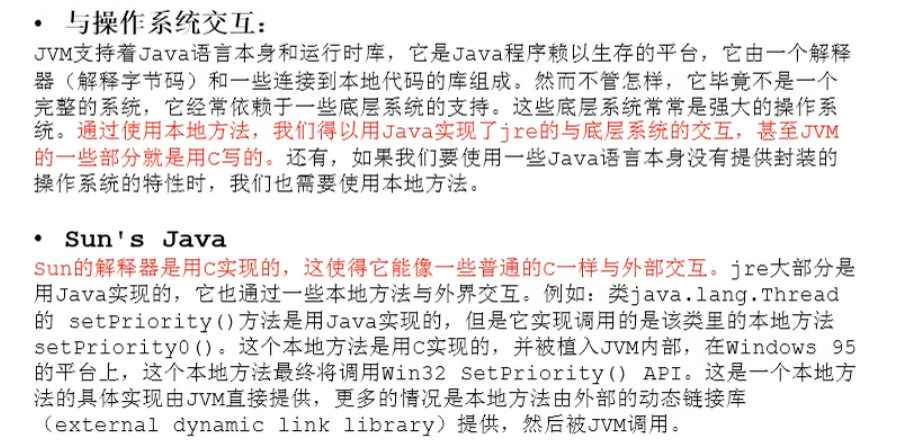 • 与操作系统交互：
JVM支持着Java语言本身和运行时库，它是Java程序赖以生存的平台，它由一个解释
器（解释字节码）和一些连接到本地代码的库组成。然而不管怎样，它毕竟不是一个
完整的系统，它经常依赖于一些底层系统的支持。这些底层系统常常是强大的操作系
统。通过使用本地方法，我们得以用Java实现了jre的与底层系统的交互，甚至JVM
的一些部分就是用C写的。还有，如果我们要使用一些Java语言本身没有提供封装的
操作系统的特性时，我们也需要使用本地方法。
• Sun's Java
Sun的解释器是用C实现的，这使得它能像一些普通的C一样与外部交互。jre大部分是
用Java实现的，它也通过一些本地方法与外界交互。例如：类java.lang.Thread
的 setPriority()方法是用Java实现的，但是它实现调用的是该类里的本地方法
setPriority0()。这个本地方法是用C实现的，并被植入JVM内部，在Windows 95
的平台上，这个本地方法最终将调用Win32 SetPriority() API。这是一个本地方
法的具体实现由JVM直接提供，更多的情况是本地方法由外部的动态链接库
（external dynamic link library）提供，然后被JVM调用。